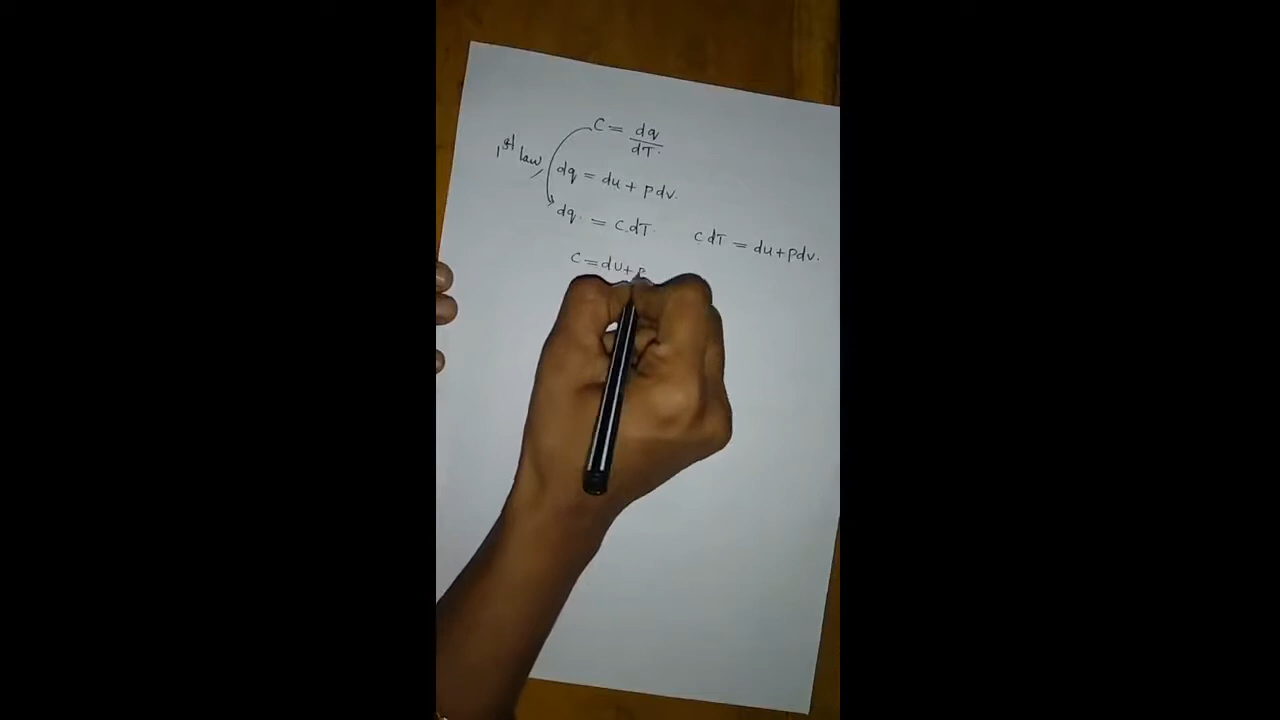 C = dq/dT.
1st law
dq = du + pdv.
dq. = C.dT. CdT = du+pdv.
C = du+p